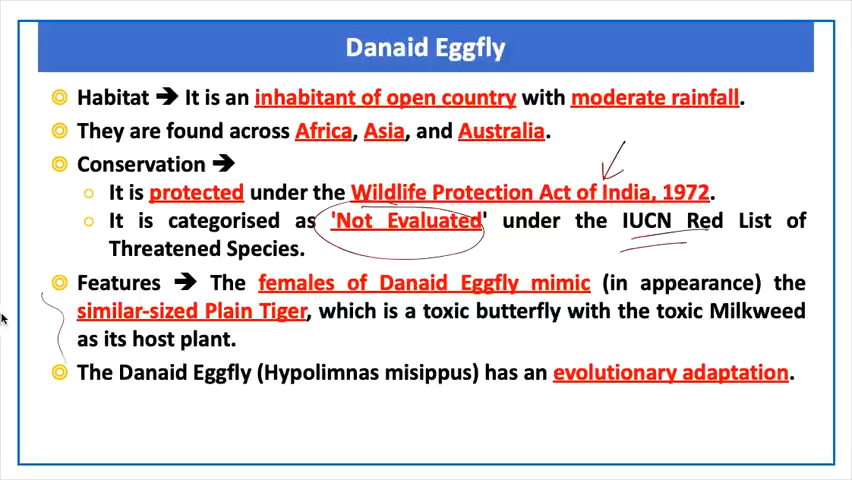 Danaid Eggfly
Habitat ➔ It is an inhabitant of open country with moderate rainfall.
They are found across Africa, Asia, and Australia.
Conservation ➔
It is protected under the Wildlife Protection Act of India, 1972.
It is categorised as 'Not Evaluated' under the IUCN Red List of
Threatened Species.
Features ➔ The females of Danaid Eggfly mimic (in appearance) the
similar-sized Plain Tiger, which is a toxic butterfly with the toxic Milkweed
as its host plant.
The Danaid Eggfly (Hypolimnas misippus) has an evolutionary adaptation.